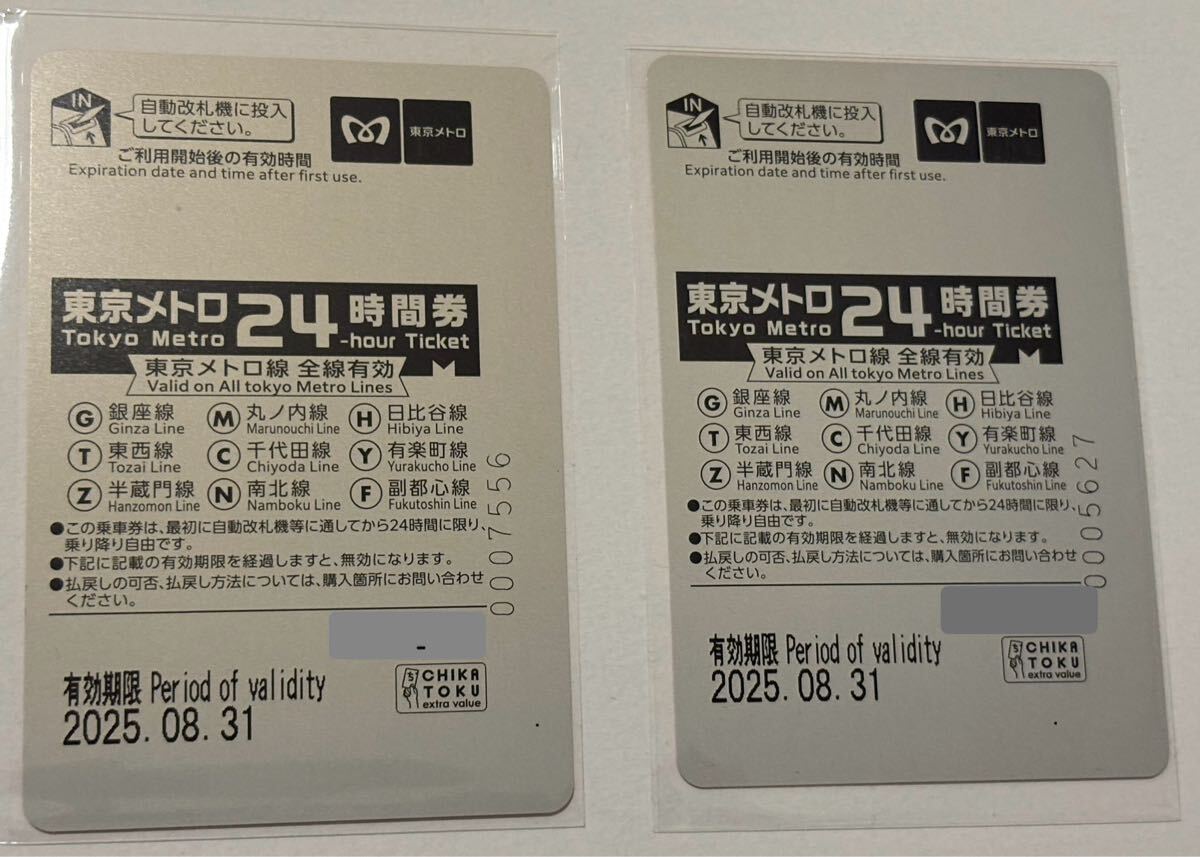 IN
自動改札機に投入
してください。
東京メトロ
ご利用開始後の有効時間
Expiration date and time after first use.
東京メトロ24時間券
Tokyo Metro -hour Ticket
東京メトロ線 全線有効
Valid on All tokyo Metro Lines
G 銀座線 M 丸ノ内線 H 日比谷線
Ginza Line Marunouchi Line Hibiya Line
T 東西線 C 千代田線 Y 有楽町線
Tozai Line Chiyoda Line Yurakucho Line
Z 半蔵門線 N 南北線 F 副都心線
Hanzomon Line Namboku Line Fukutoshin Line
●この乗車券は、最初に自動改札機等に通してから24時間に限り、
乗り降り自由です。
●下記に記載の有効期限を経過しますと、無効になります。
●払戻しの可否、払戻し方法については、購入箇所にお問い合わせ
ください。
00075556
有効期限 Period of validity
2025.08.31
CHIKA
TOKU
extra value
IN
自動改札機に投入
してください。
東京メトロ
ご利用開始後の有効時間
Expiration date and time after first use.
東京メトロ24時間券
Tokyo Metro -hour Ticket
東京メトロ線 全線有効
Valid on All tokyo Metro Lines
G 銀座線 M 丸ノ内線 H 日比谷線
Ginza Line Marunouchi Line Hibiya Line
T 東西線 C 千代田線 Y 有楽町線
Tozai Line Chiyoda Line Yurakucho Line
Z 半蔵門線 N 南北線 F 副都心線
Hanzomon Line Namboku Line Fukutoshin Line
●この乗車券は、最初に自動改札機等に通してから24時間に限り、
乗り降り自由です。
●下記に記載の有効期限を経過しますと、無効になります。
●払戻しの可否、払戻し方法については、購入箇所にお問い合わせ
ください。
0005627
有効期限 Period of validity
2025.08.31
CHIKA
TOKU
extra value